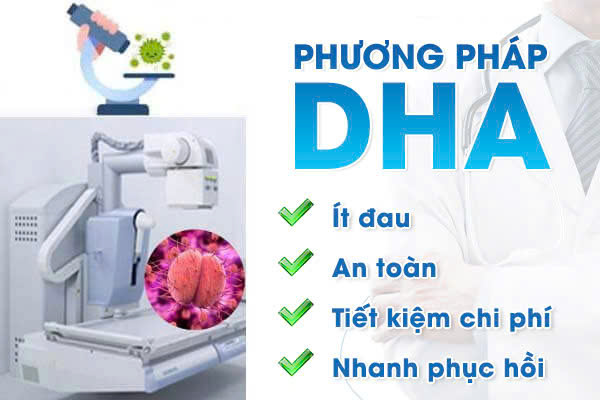 PHƯƠNG PHÁP
DHA
Ít đau
An toàn
Tiết kiệm chi phí
Nhanh phục hồi